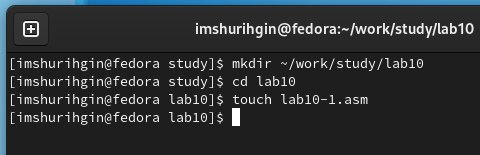 imshurihgin@fedora:~/work/study/lab10
[imshurihgin@fedora study]$ mkdir ~/work/study/lab10
[imshurihgin@fedora study]$ cd lab10
[imshurihgin@fedora lab10]$ touch lab10-1.asm
[imshurihgin@fedora lab10]$